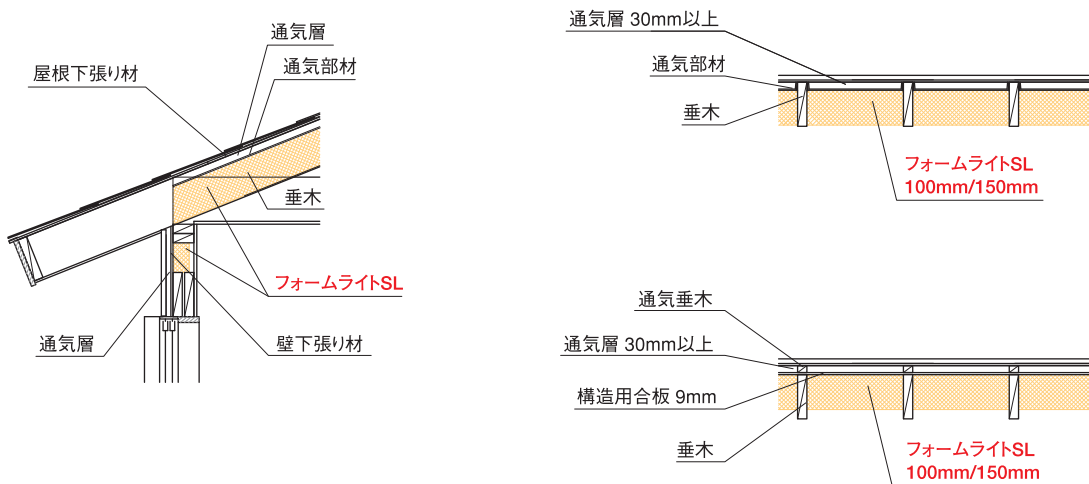 通気層
通気部材
屋根下張り材
垂木
フォームライトSL
通気層
壁下張り材
通気層 30mm以上
通気部材
垂木
フォームライトSL
100mm/150mm
通気垂木
通気層 30mm以上
構造用合板 9mm
垂木
フォームライトSL
100mm/150mm